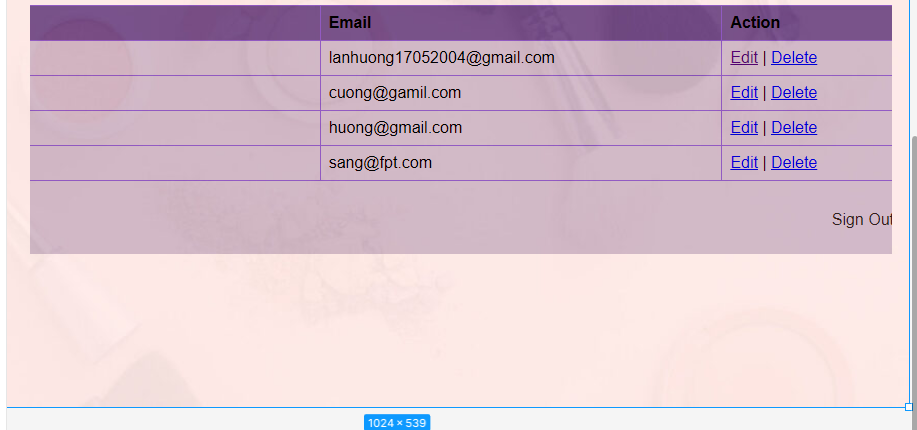 Email Action
lanhuong17052004@gmail.com Edit | Delete
cuong@gamil.com Edit | Delete
huong@gmail.com Edit | Delete
sang@fpt.com Edit | Delete
Sign Out
1024 × 539